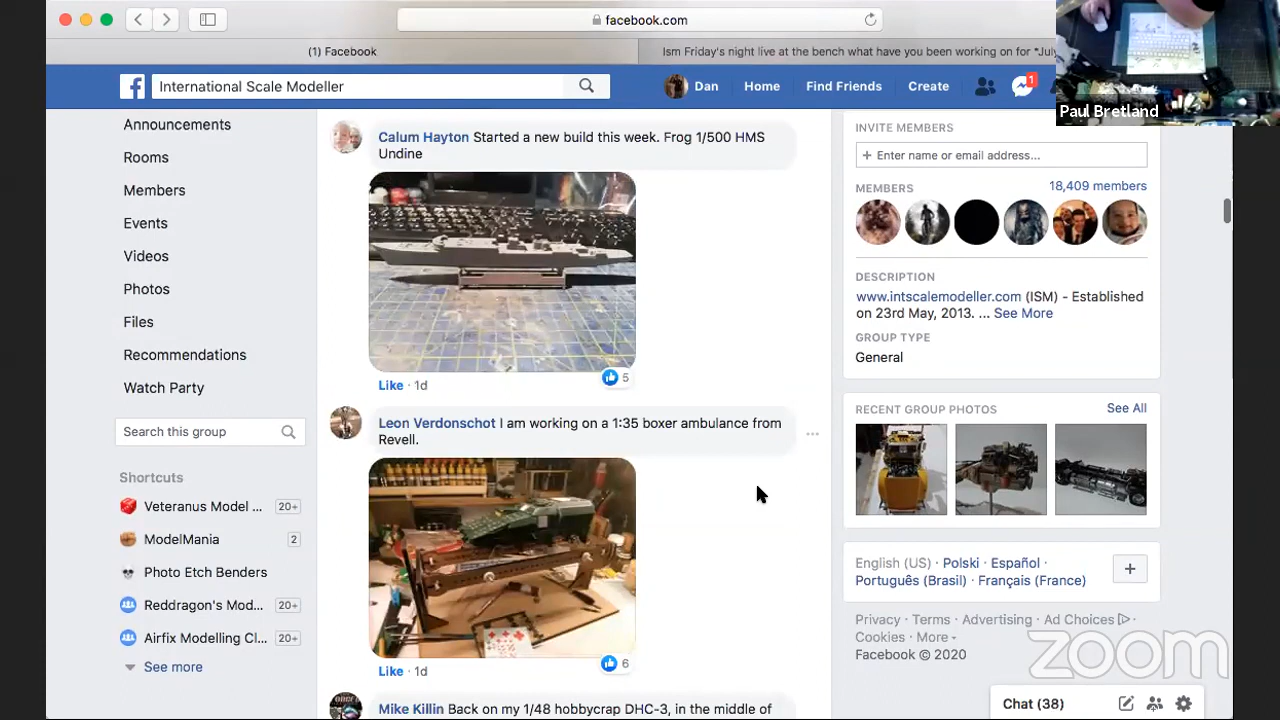 facebook.com
(1) Facebook
Ism Friday's night live at the bench what have you been working on for *July
Paul Bretland
International Scale Modeller
Dan
Home
Find Friends
Create
1
Announcements
Rooms
Members
Events
Videos
Photos
Files
Recommendations
Watch Party
Search this group
Shortcuts
Veteranus Model ... 20+
ModelMania 2
Photo Etch Benders
Reddragon's Mod... 20+
Airfix Modelling Cl... 20+
See more
Calum Hayton Started a new build this week. Frog 1/500 HMS
Undine
5
Like · 1d
Leon Verdonschot I am working on a 1:35 boxer ambulance from
Revell.
6
Like · 1d
Mike Killin Back on my 1/48 hobbycrap DHC-3, in the middle of
INVITE MEMBERS
+ Enter name or email address...
MEMBERS
18,409 members
DESCRIPTION
www.intscalemodeller.com (ISM) - Established
on 23rd May, 2013. ... See More
GROUP TYPE
General
RECENT GROUP PHOTOS
See All
English (US) · Polski · Español ·
Português (Brasil) · Français (France)
+
Privacy · Terms · Advertising · Ad Choices ·
Cookies · More
Facebook © 2020
zoom
Chat (38)